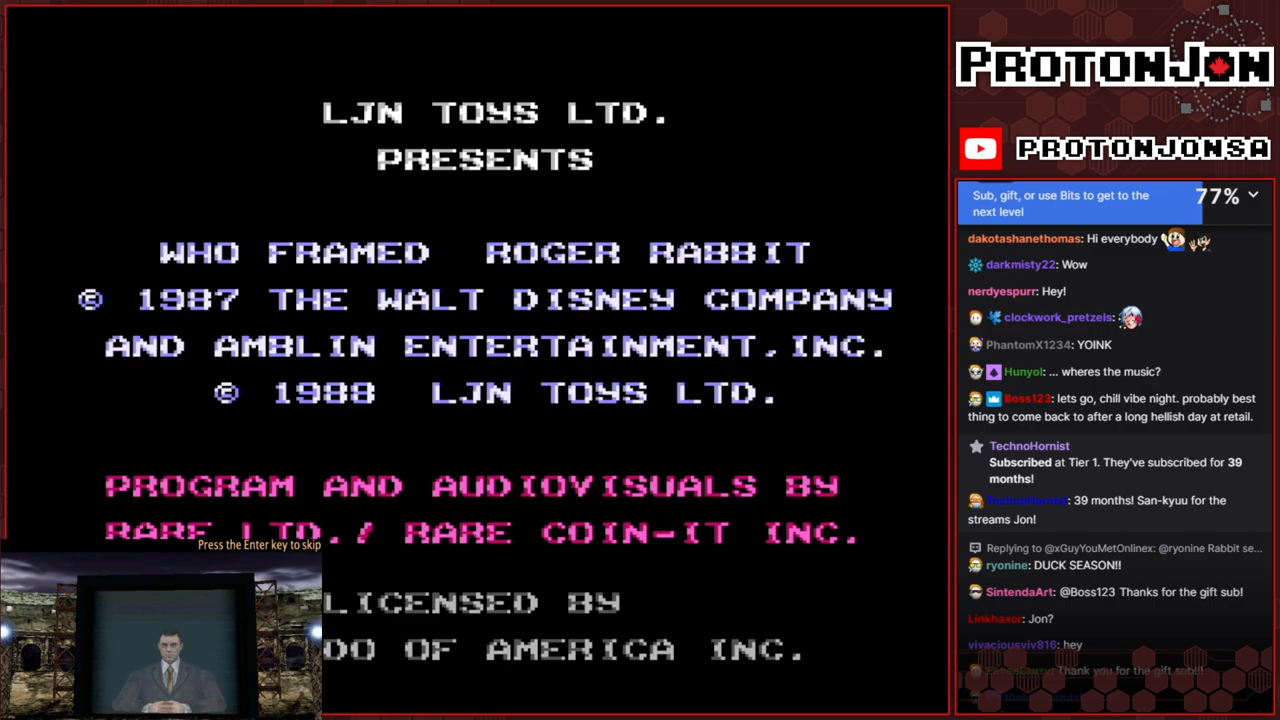 LJN TOYS LTD.
PRESENTS
WHO FRAMED ROGER RABBIT
© 1987 THE WALT DISNEY COMPANY
AND AMBLIN ENTERTAINMENT,INC.
© 1988 LJN TOYS LTD.
PROGRAM AND AUDIOVISUALS BY
RARE LTD./ RARE COIN-IT INC.
LICENSED BY
DO OF AMERICA INC.
Press the Enter key to skip
PROTONJON
PROTONJONSA
Sub, gift, or use Bits to get to the
next level
77%
dakotashanethomas: Hi everybody
darkmisty22: Wow
nerdyespurr: Hey!
clockwork_pretzels:
PhantomX1234: YOINK
Hunyol: ... wheres the music?
Boss123: lets go, chill vibe night. probably best
thing to come back to after a long hellish day at retail.
TechnoHornist
Subscribed at Tier 1. They've subscribed for 39
months!
TechnoHornist: 39 months! San-kyuu for the
streams Jon!
Replying to @xGuyYouMetOnlinex: @ryonine Rabbit se...
ryonine: DUCK SEASON!!
SintendaArt: @Boss123 Thanks for the gift sub!
Linkhaxor: Jon?
vivaciousviv816: hey
Thank you for the gift sub!!!